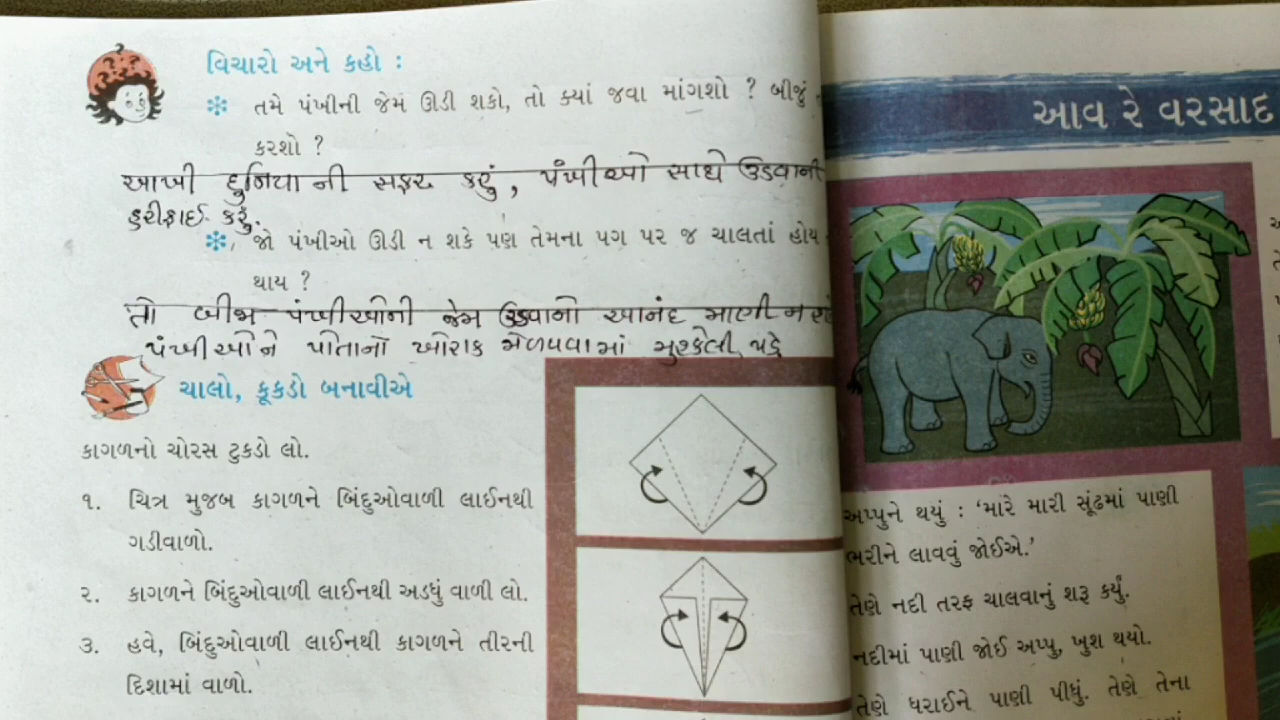 વિચારો અને કહો :
તમે પંખીની જેમ ઊડી શકો, તો ક્યાં જવા માંગશો ? બીજું
કરશો ?
આખી દુનિયાની સફર કરું, પંખીઓ સાથે ઉડવાની
હરીફાઈ કરું.
જો પંખીઓ ઊડી ન શકે પણ તેમના પગ પર જ ચાલતાં હોય
થાય ?
તો બીજા પંખીઓની જેમ ઉડવાનો આનંદ માણી ન
પંખીઓને પોતાનો ખોરાક મેળવવામાં મુશ્કેલી પડે
ચાલો, કૂકડો બનાવીએ
કાગળનો ચોરસ ટુકડો લો.
૧. ચિત્ર મુજબ કાગળને બિંદુઓવાળી લાઈનથી
ગડીવાળો.
૨. કાગળને બિંદુઓવાળી લાઈનથી અડધું વાળી લો.
૩. હવે, બિંદુઓવાળી લાઈનથી કાગળને તીરની
દિશામાં વાળો.
આવ રે વરસાદ
અપ્પુને થયું : ‘મારે મારી સૂંઢમાં પાણી
ભરીને લાવવું જોઈએ.’
તેણે નદી તરફ ચાલવાનું શરૂ કર્યું.
નદીમાં પાણી જોઈ અપ્પુ, ખુશ થયો.
તેણે ધરાઈને પાણી પીધું. તેણે તેના